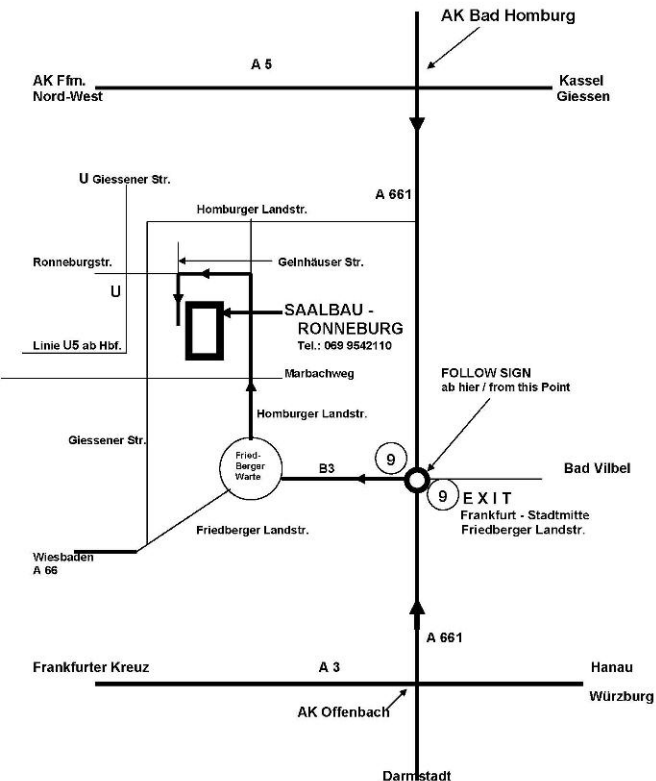 AK Bad Homburg
A 5
AK Ffm.
Nord-West
Kassel
Giessen
U Giessener Str.
A 661
Homburger Landstr.
Ronneburgstr.
Gelnhäuser Str.
U
SAALBAU -
RONNEBURG
Tel.: 069 9542110
Linie U5 ab Hbf.
Marbachweg
FOLLOW SIGN
ab hier / from this Point
Homburger Landstr.
Giessener Str.
Fried-
Berger
Warte
B3
9
Bad Vilbel
9
EXIT
Frankfurt - Stadtmitte
Friedberger Landstr.
Friedberger Landstr.
Wiesbaden
A 66
A 661
Frankfurter Kreuz
A 3
Hanau
Würzburg
AK Offenbach
Darmstadt